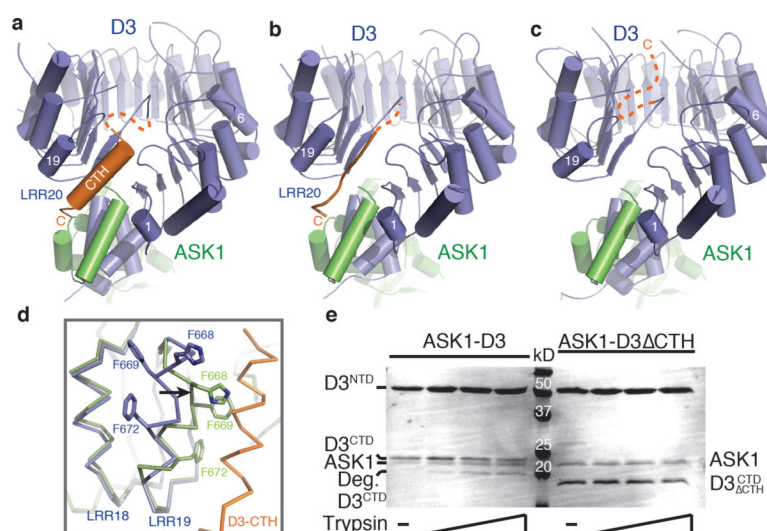 a D3
19
6
CTH
LRR20
C
1
ASK1
b D3
19
LRR20
C
1
ASK1
c C
D3
6
19
1
ASK1
d
F668
F669
F668
F672
F669
F672
LRR18 LRR19 D3-CTH
e ASK1-D3 kD ASK1-D3ΔCTH
D3NTD
50
37
D3CTD
25
ASK1 20 ASK1
Deg. D3CTDΔCTH
D3CTD
Trypsin – –